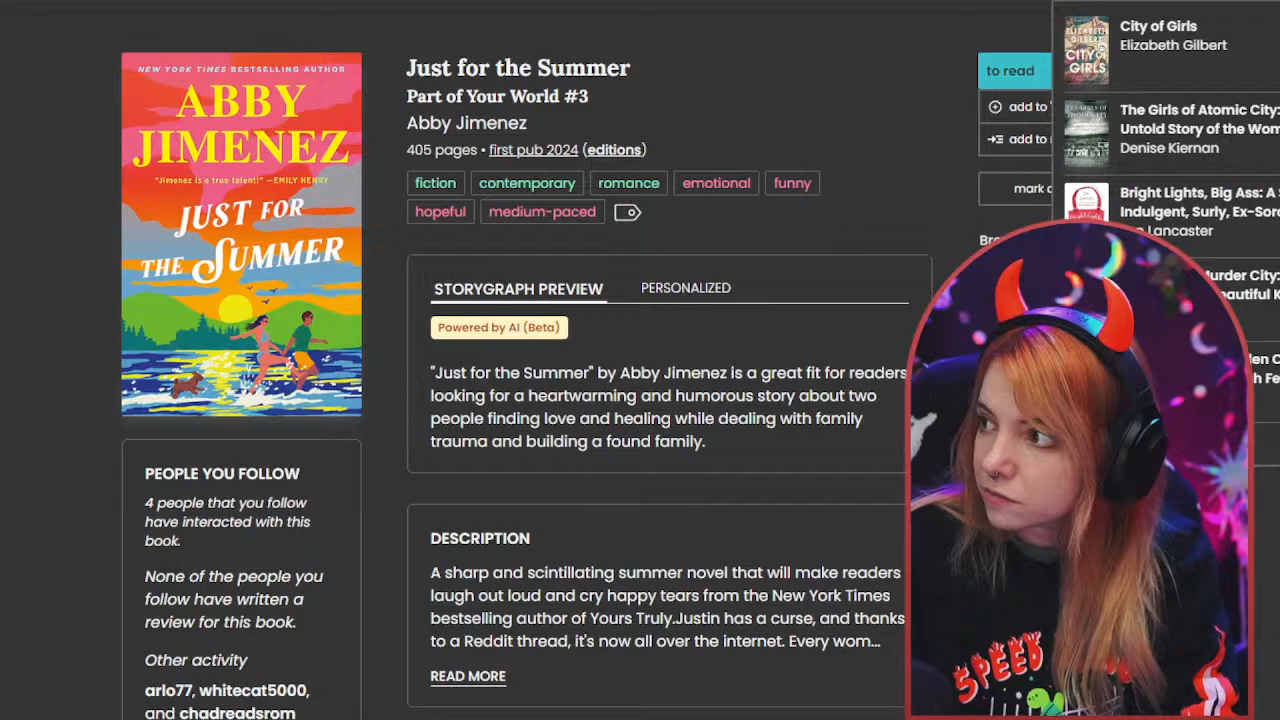 NEW YORK TIMES BESTSELLING AUTHOR
ABBY
JIMENEZ
"Jimenez is a true talent!" —EMILY HENRY
JUST FOR
THE SUMMER
Just for the Summer
Part of Your World #3
Abby Jimenez
405 pages • first pub 2024 (editions)
fiction
contemporary
romance
emotional
funny
hopeful
medium-paced
STORYGRAPH PREVIEW
PERSONALIZED
Powered by AI (Beta)
"Just for the Summer" by Abby Jimenez is a great fit for readers
looking for a heartwarming and humorous story about two
people finding love and healing while dealing with family
trauma and building a found family.
DESCRIPTION
A sharp and scintillating summer novel that will make readers
laugh out loud and cry happy tears from the New York Times
bestselling author of Yours Truly.Justin has a curse, and thanks
to a Reddit thread, it's now all over the internet. Every wom...
READ MORE
PEOPLE YOU FOLLOW
4 people that you follow
have interacted with this
book.
None of the people you
follow have written a
review for this book.
Other activity
arlo77, whitecat5000,
and chadreadsrom
to read
add to
add to
mark
ELIZABETH
GILBERT
CITY OF
GIRLS
City of Girls
Elizabeth Gilbert
The Girls of Atomic City:
Untold Story of the Wom
Denise Kiernan
Bright Lights, Big Ass: A S
Indulgent, Surly, Ex-Soro
Lancaster
Murder City
SPEED